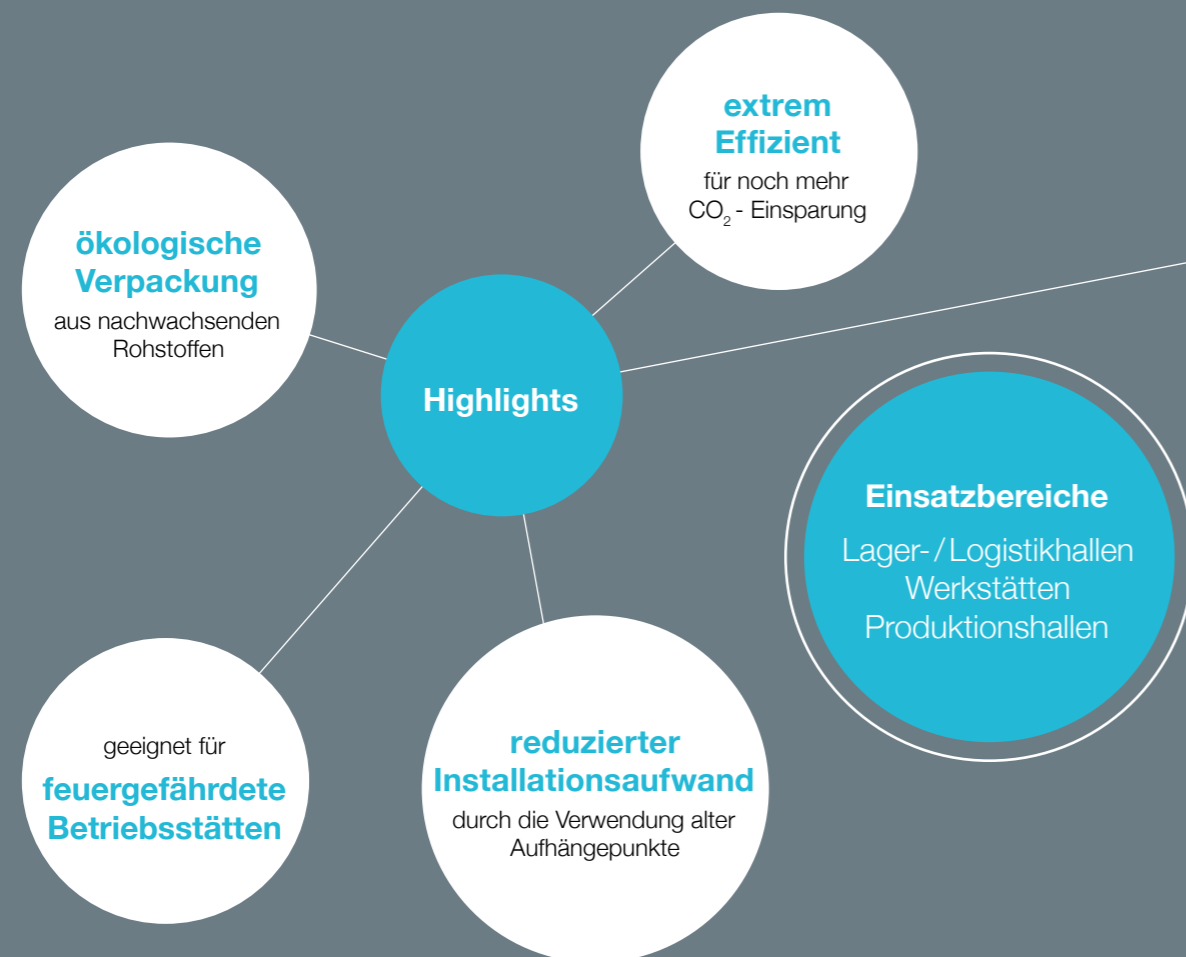 extrem
Effizient
für noch mehr
CO₂ - Einsparung
ökologische
Verpackung
aus nachwachsenden
Rohstoffen
Highlights
Einsatzbereiche
Lager- / Logistikhallen
Werkstätten
Produktionshallen
geeignet für
feuergefährdete
Betriebsstätten
reduzierter
Installationsaufwand
durch die Verwendung alter
Aufhängepunkte